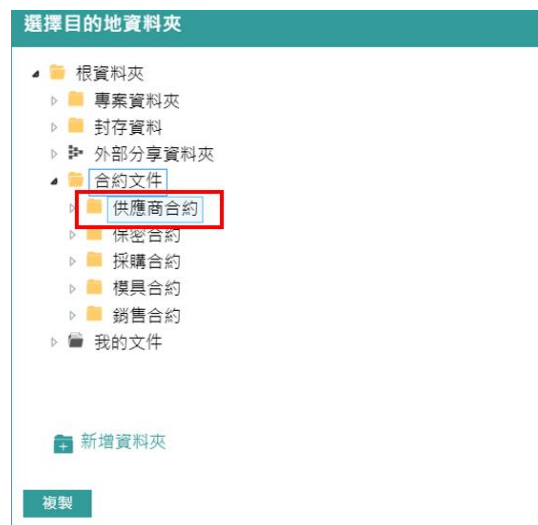 選擇目的地資料夾
根資料夾
專案資料夾
封存資料
外部分享資料夾
合約文件
供應商合約
保密合約
採購合約
模具合約
銷售合約
我的文件
新增資料夾
複製